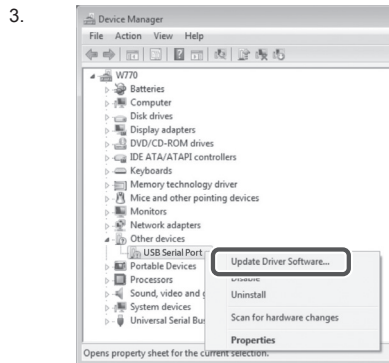 3.
Device Manager
File Action View Help
W770
Batteries
Computer
Disk drives
Display adapters
DVD/CD-ROM drives
IDE ATA/ATAPI controllers
Keyboards
Memory technology driver
Mice and other pointing devices
Monitors
Network adapters
Other devices
USB Serial Port
Update Driver Software...
Portable Devices
Disable
Processors
Sound, video and g
Uninstall
System devices
Scan for hardware changes
Universal Serial Bus
Properties
Opens property sheet for the current selection.